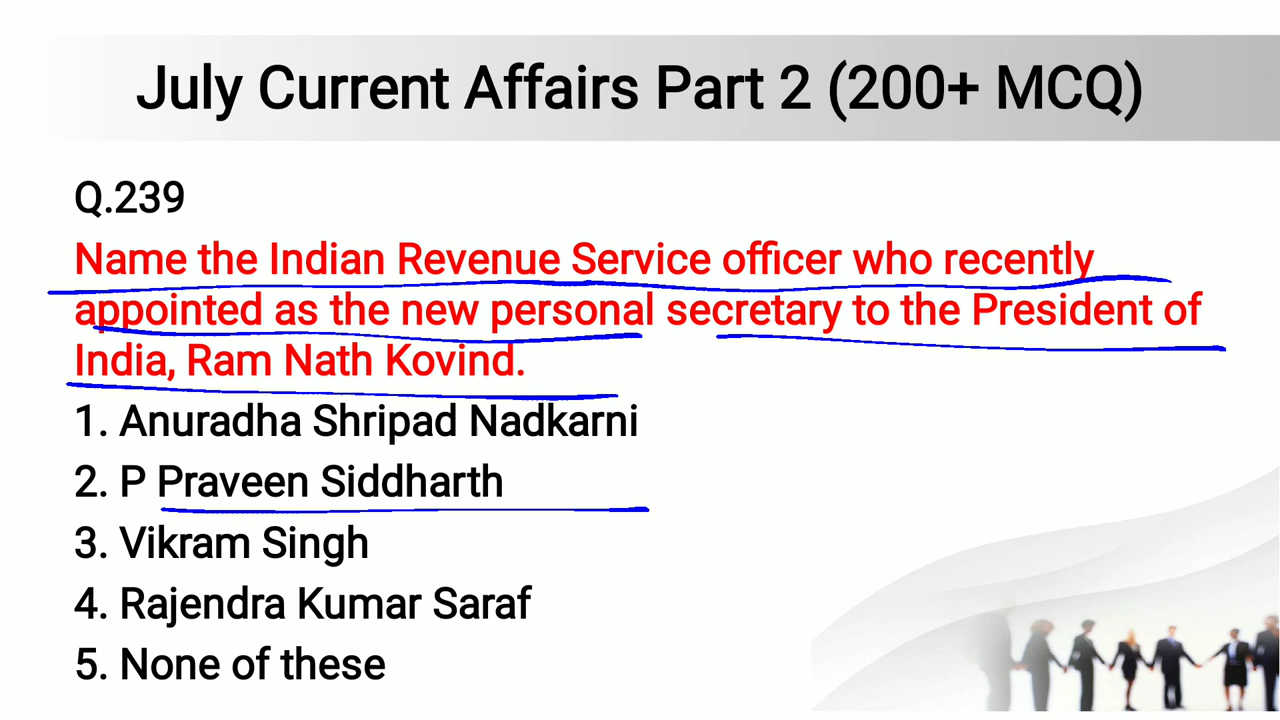 July Current Affairs Part 2 (200+ MCQ)
Q.239
Name the Indian Revenue Service officer who recently
appointed as the new personal secretary to the President of
India, Ram Nath Kovind.
1. Anuradha Shripad Nadkarni
2. P Praveen Siddharth
3. Vikram Singh
4. Rajendra Kumar Saraf
5. None of these